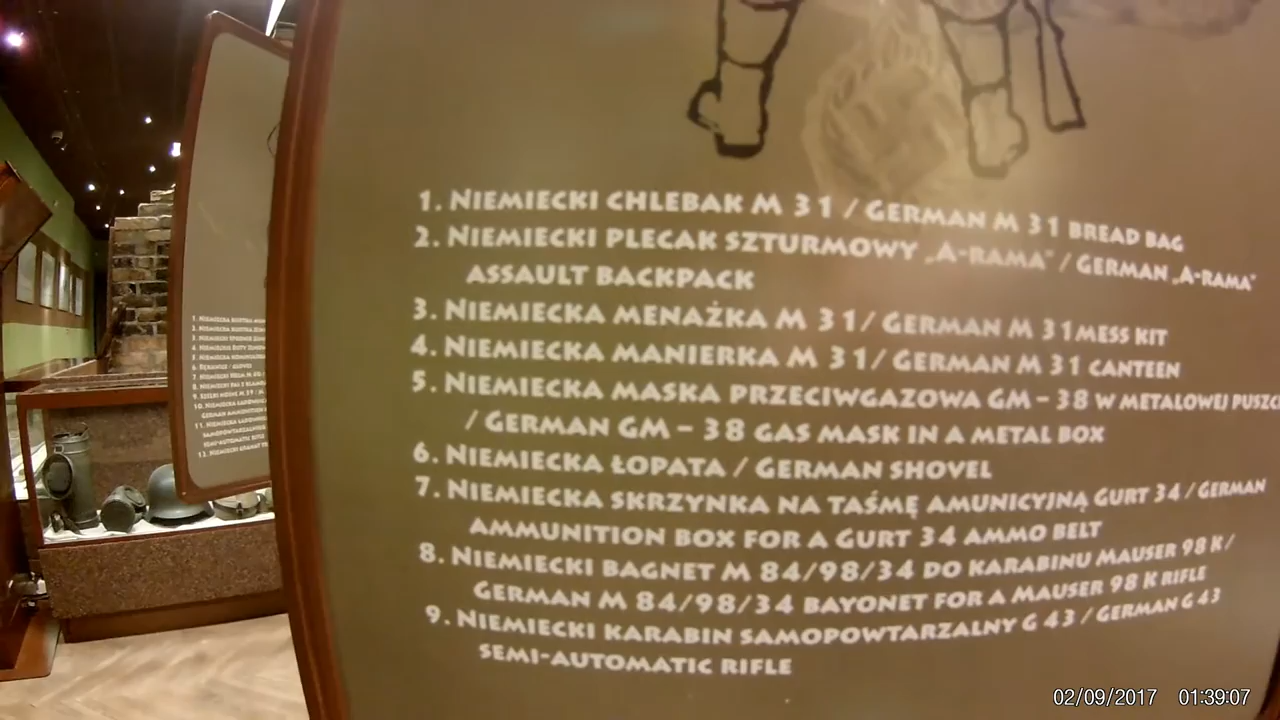 1. NIEMIECKI CHLEBAK M 31 / GERMAN M 31 BREAD BAG
2. NIEMIECKI PLECAK SZTURMOWY „A-RAMA” / GERMAN „A-RAMA”
ASSAULT BACKPACK
3. NIEMIECKA MENAŻKA M 31/ GERMAN M 31 MESS KIT
4. NIEMIECKA MANIERKA M 31/ GERMAN M 31 CANTEEN
5. NIEMIECKA MASKA PRZECIWGAZOWA GM – 38 W METALOWEJ
/ GERMAN GM – 38 GAS MASK IN A METAL BOX
6. NIEMIECKA ŁOPATA / GERMAN SHOVEL
7. NIEMIECKA SKRZYNKA NA TAŚMĘ AMUNICYJNĄ GURT 34 / GERMAN
AMMUNITION BOX FOR A GURT 34 AMMO BELT
8. NIEMIECKI BAGNET M 84/98/34 DO KARABINU MAUSER 98 K/
GERMAN M 84/98/34 BAYONET FOR A MAUSER 98 K RIFLE
9. NIEMIECKI KARABIN SAMOPOWTARZALNY G 43 / GERMAN G 43
SEMI-AUTOMATIC RIFLE
02/09/2017 01:39:07